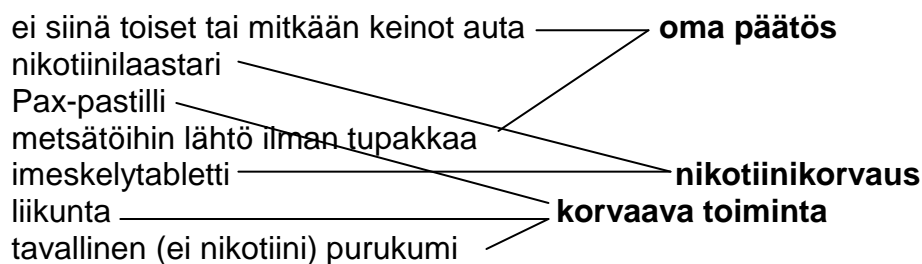 ei siinä toiset tai mitkään keinot auta oma päätös
nikotiinilaastari
Pax-pastilli
metsätöihin lähtö ilman tupakkaa
imeskelytabletti nikotiinikorvaus
liikunta korvaava toiminta
tavallinen (ei nikotiini) purukumi